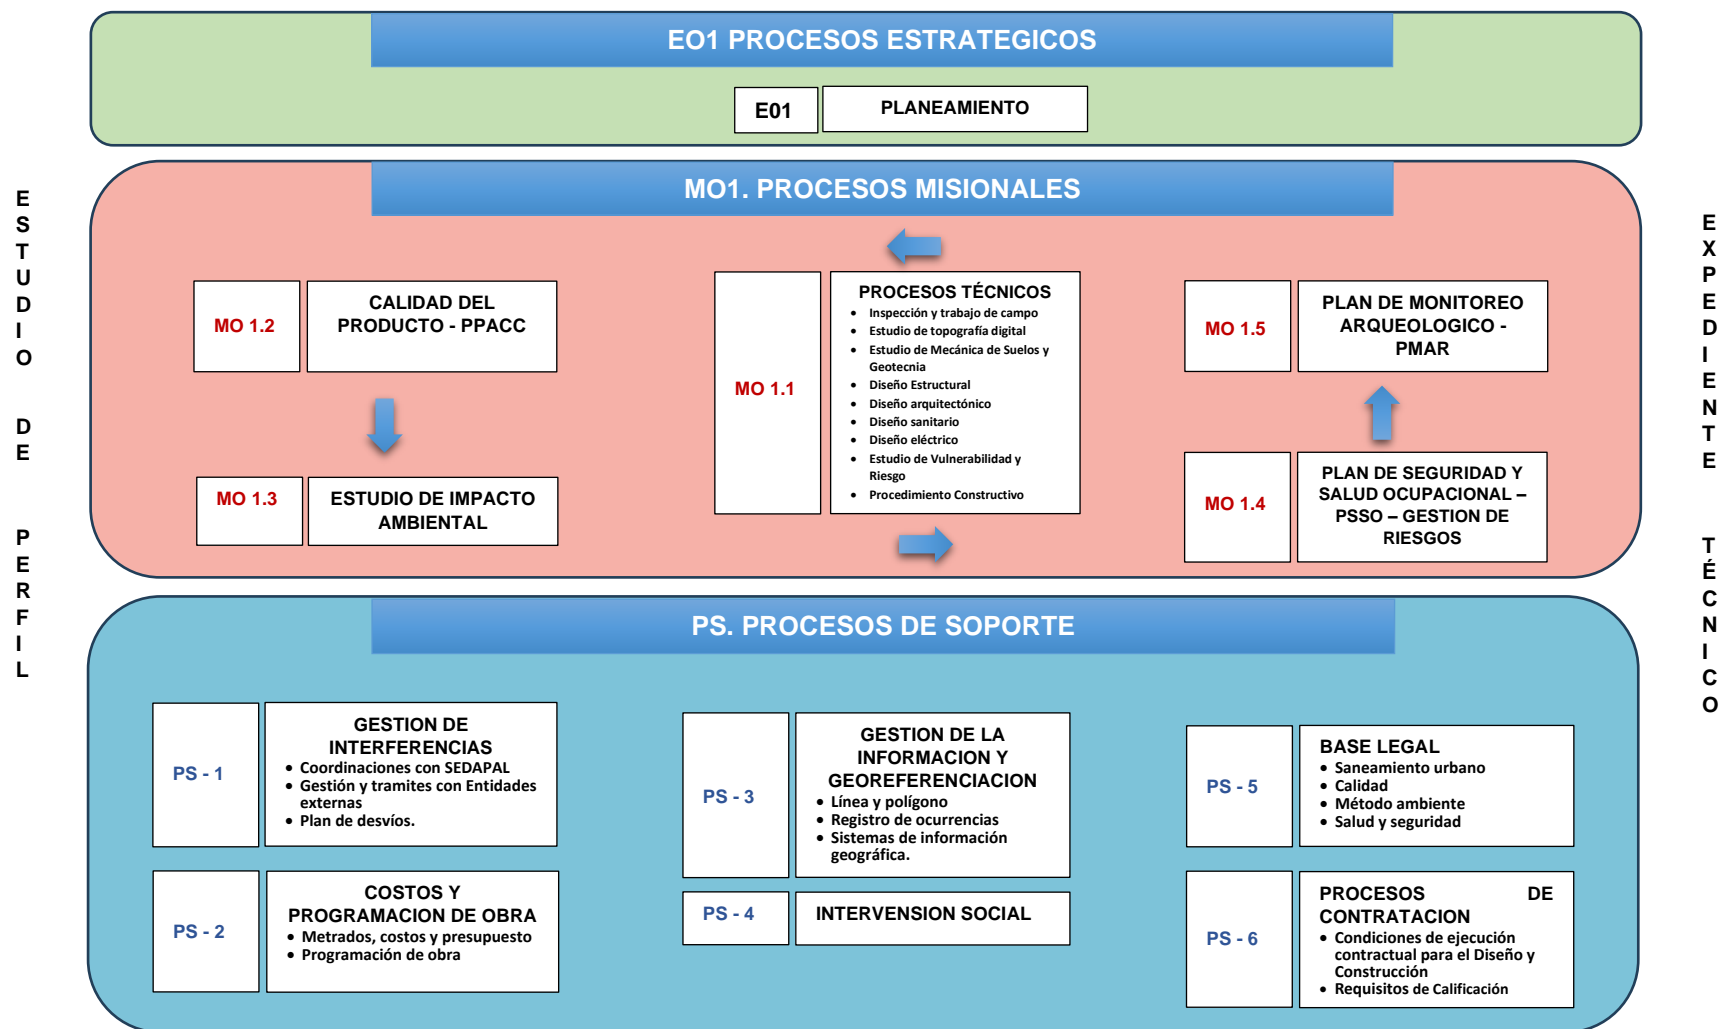 EO1 PROCESOS ESTRATEGICOS
E01
PLANEAMIENTO
ESTUDIO DE PERFIL
MO1. PROCESOS MISIONALES
MO 1.2
CALIDAD DEL
PRODUCTO - PPACC
MO 1.3
ESTUDIO DE IMPACTO
AMBIENTAL
MO 1.1
PROCESOS TÉCNICOS
• Inspección y trabajo de campo
• Estudio de topografía digital
• Estudio de Mecánica de Suelos y
Geotecnia
• Diseño Estructural
• Diseño arquitectónico
• Diseño sanitario
• Diseño eléctrico
• Estudio de Vulnerabilidad y
Riesgo
• Procedimiento Constructivo
MO 1.5
PLAN DE MONITOREO
ARQUEOLOGICO -
PMAR
MO 1.4
PLAN DE SEGURIDAD Y
SALUD OCUPACIONAL –
PSSO – GESTION DE
RIESGOS
EXPEDIENTE TÉCNICO
PS. PROCESOS DE SOPORTE
PS - 1
GESTION DE
INTERFERENCIAS
• Coordinaciones con SEDAPAL
• Gestión y tramites con Entidades
externas
• Plan de desvíos.
PS - 2
COSTOS Y
PROGRAMACION DE OBRA
• Metrados, costos y presupuesto
• Programación de obra
PS - 3
GESTION DE LA
INFORMACION Y
GEOREFERENCIACION
• Línea y polígono
• Registro de ocurrencias
• Sistemas de información
geográfica.
PS - 4
INTERVENSION SOCIAL
PS - 5
BASE LEGAL
• Saneamiento urbano
• Calidad
• Método ambiente
• Salud y seguridad
PS - 6
PROCESOS DE
CONTRATACION
• Condiciones de ejecución
contractual para el Diseño y
Construcción
• Requisitos de Calificación